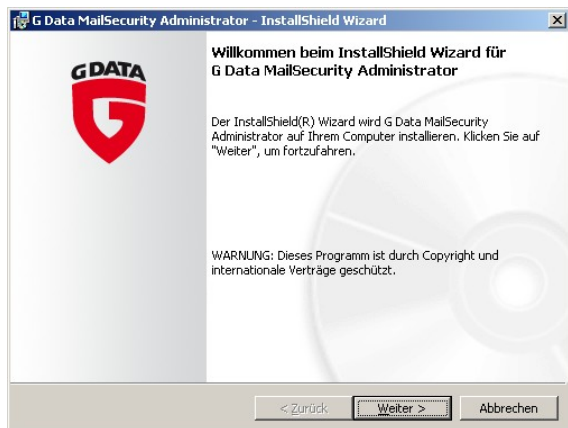 G Data MailSecurity Administrator - InstallShield Wizard
G DATA
Willkommen beim InstallShield Wizard für
G Data MailSecurity Administrator
Der InstallShield(R) Wizard wird G Data MailSecurity
Administrator auf Ihrem Computer installieren. Klicken Sie auf
"Weiter", um fortzufahren.
WARNUNG: Dieses Programm ist durch Copyright und
internationale Verträge geschützt.
< Zurück Weiter > Abbrechen